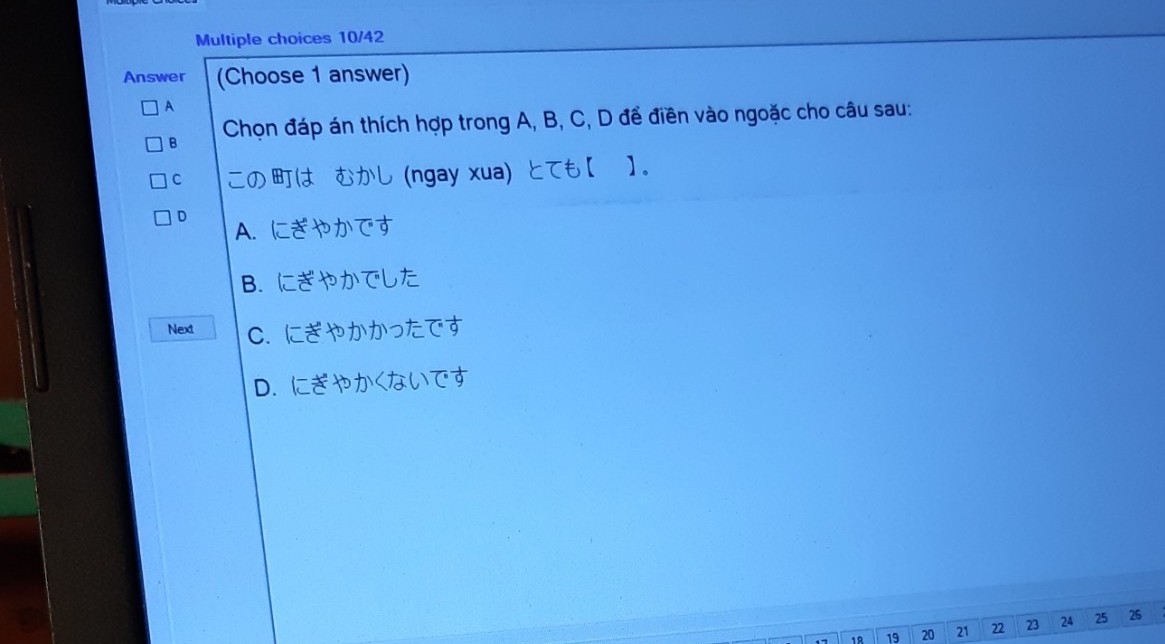 Multiple choices 10/42
Answer
(Choose 1 answer)
A
Chọn đáp án thích hợp trong A, B, C, D để điền vào ngoặc cho câu sau:
B
この町は むかし (ngay xua) とても【 】。
C
D
A. にぎやかです
B. にぎやかでした
Next
C. にぎやかかったです
D. にぎやかくないです
17 18 19 20 21 22 23 24 25 26